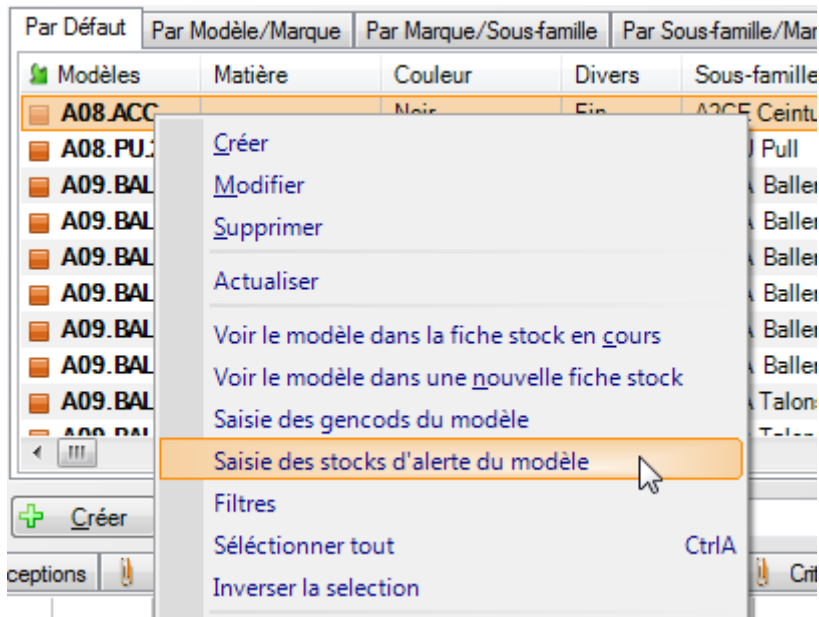 Par Défaut Par Modèle/Marque Par Marque/Sous-famille Par Sous-famille/Mar
Modèles Matière Couleur Divers Sous-famille
A08.ACC Noir Fin A2CE Ceintu
A08.PU. Pull
A09.BAL Baller
A09.BAL Baller
A09.BAL Baller
A09.BAL Baller
A09.BAL Baller
A09.BAL Baller
A09.BAL Talon
Créer
Modifier
Supprimer
Actualiser
Voir le modèle dans la fiche stock en cours
Voir le modèle dans une nouvelle fiche stock
Saisie des gencods du modèle
Saisie des stocks d'alerte du modèle
Filtres
Séléctionner tout CtrlA
Inverser la selection
Créer
ceptions Crit